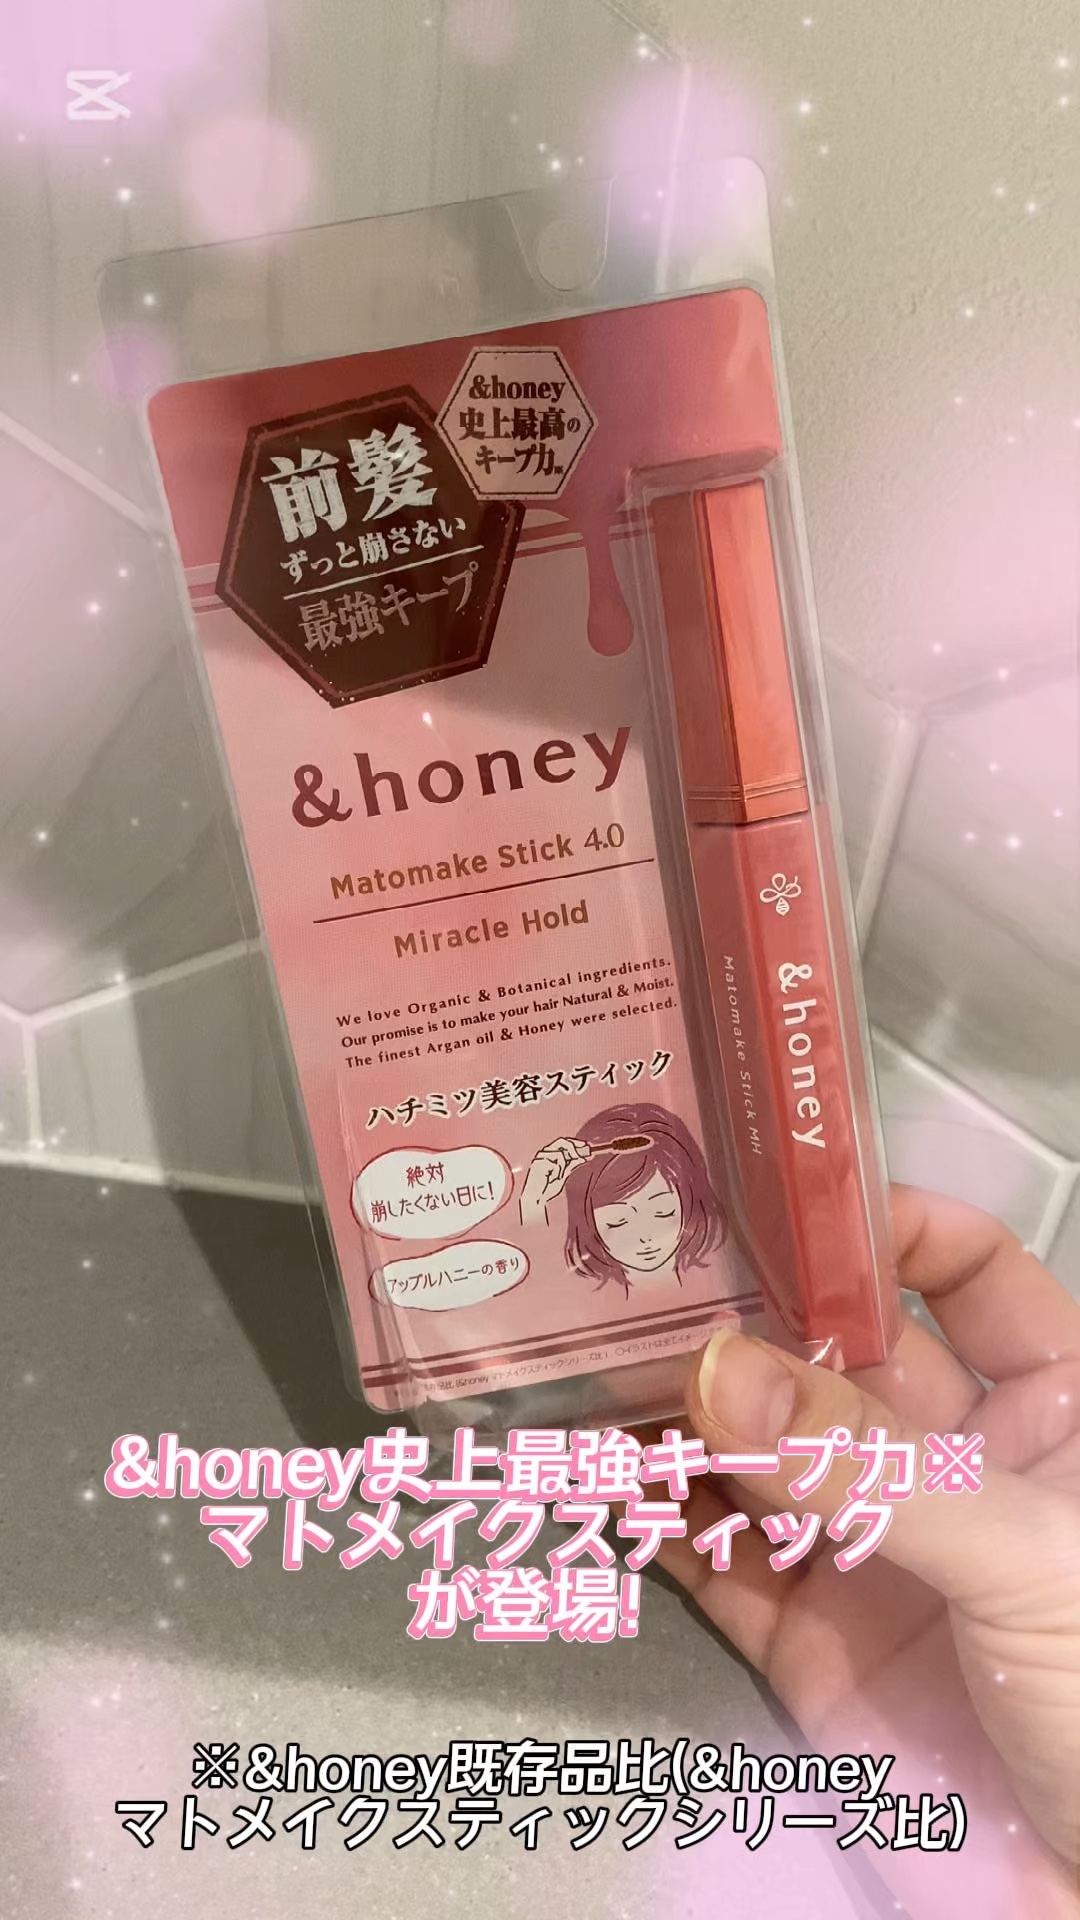 &honey
史上最高の
キープ力※
前髪
ずっと崩さない
最強キープ
&honey
Matomake Stick 4.0
Miracle Hold
We love Organic & Botanical ingredients.
Our promise is to make your hair Natural & Moist.
The finest Argan oil & Honey were selected.
ハチミツ美容スティック
絶対
崩したくない日に!
アップルハニーの香り
&honey
Matomake Stick MH
&honey史上最強キープ力※
マトメイクスティック
が登場!
※&honey既存品比(&honey
マトメイクスティックシリーズ比)